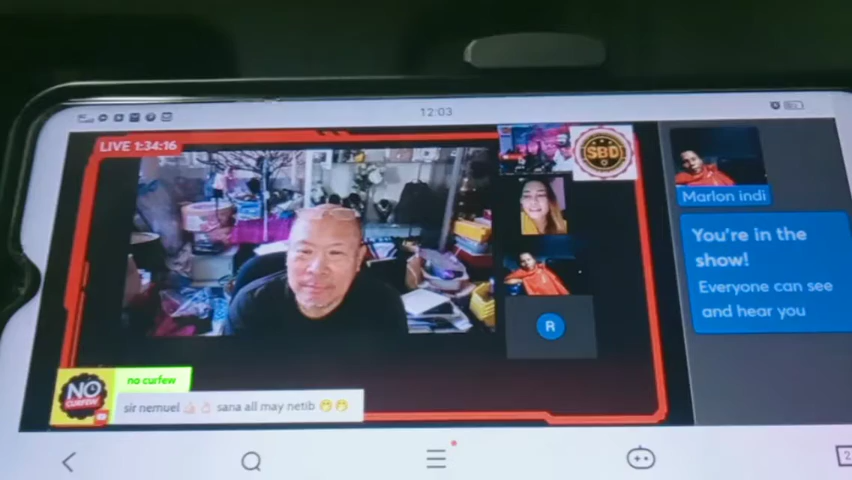 12:03
LIVE 1:34:16
SBD
Marlon indi
You're in the
show!
Everyone can see
and hear you
R
NO
CURFEW
no curfew
sir nemuel 👍🏻 👌🏻 sana all may netib 🤭🤭
2